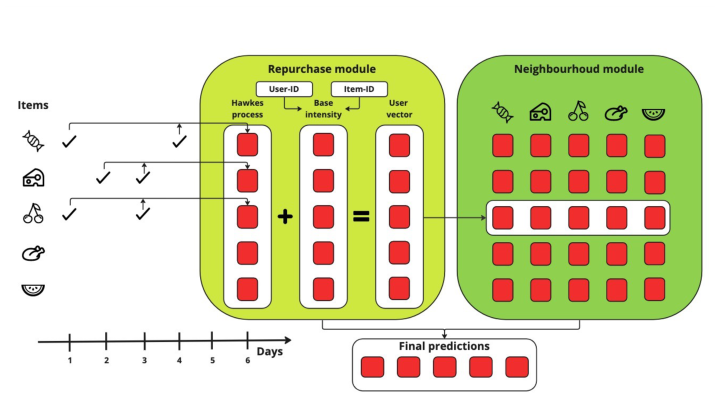 Repurchase module
Neighbourhoud module
User-ID
Item-ID
Items
Hawkes process
Base intensity
User vector
+
=
1 2 3 4 5 6
Days
Final predictions